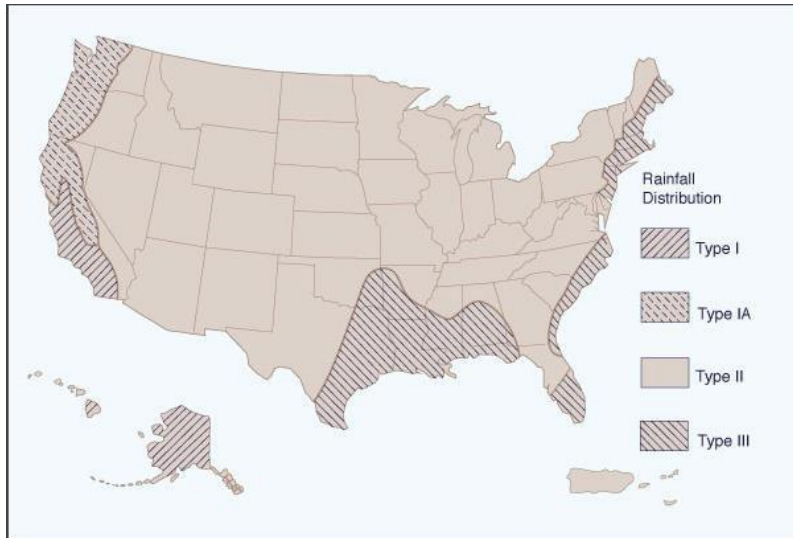 Rainfall
Distribution
Type I
Type IA
Type II
Type III